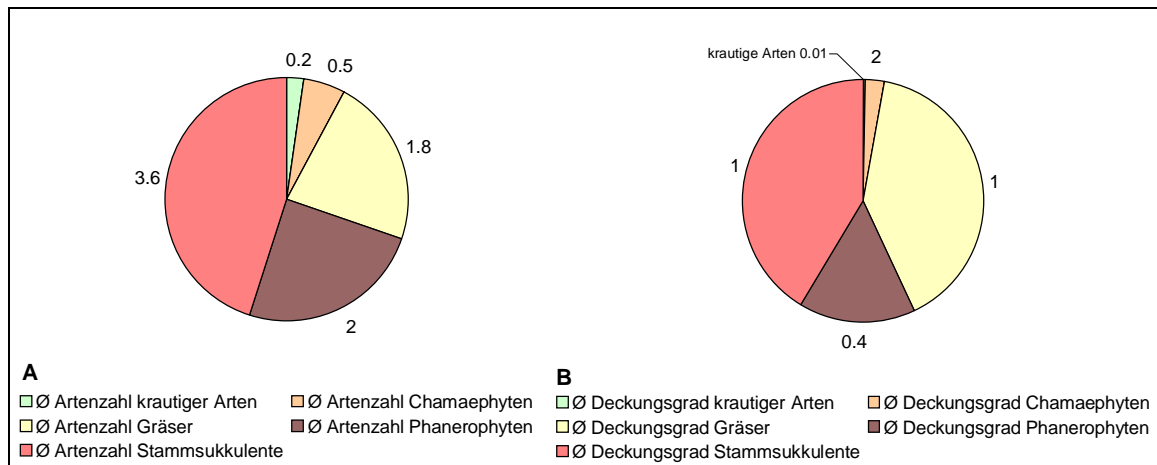 0.2
0.5
1.8
2
3.6
krautige Arten 0.01
2
1
0.4
1
A
Ø Artenzahl krautiger Arten
Ø Artenzahl Chamaephyten
Ø Artenzahl Gräser
Ø Artenzahl Phanerophyten
Ø Artenzahl Stammsukkulente
B
Ø Deckungsgrad krautiger Arten
Ø Deckungsgrad Chamaephyten
Ø Deckungsgrad Gräser
Ø Deckungsgrad Phanerophyten
Ø Deckungsgrad Stammsukkulente